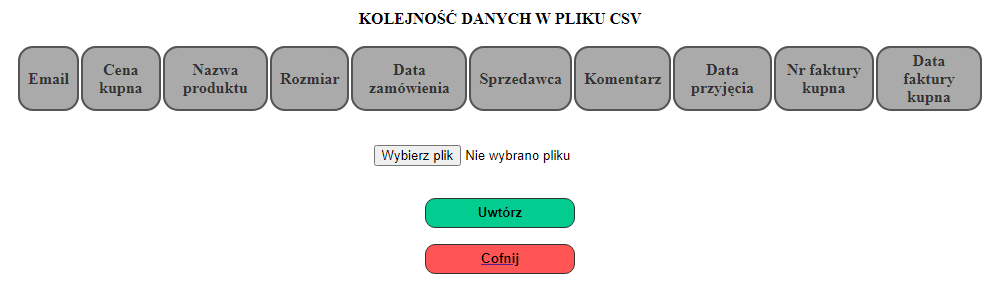 KOLEJNOŚĆ DANYCH W PLIKU CSV
Email
Cena
kupna
Nazwa
produktu
Rozmiar
Data
zamówienia
Sprzedawca
Komentarz
Data
przyjęcia
Nr faktury
kupna
Data
faktury
kupna
Wybierz plik Nie wybrano pliku
Uwtórz
Cofnij